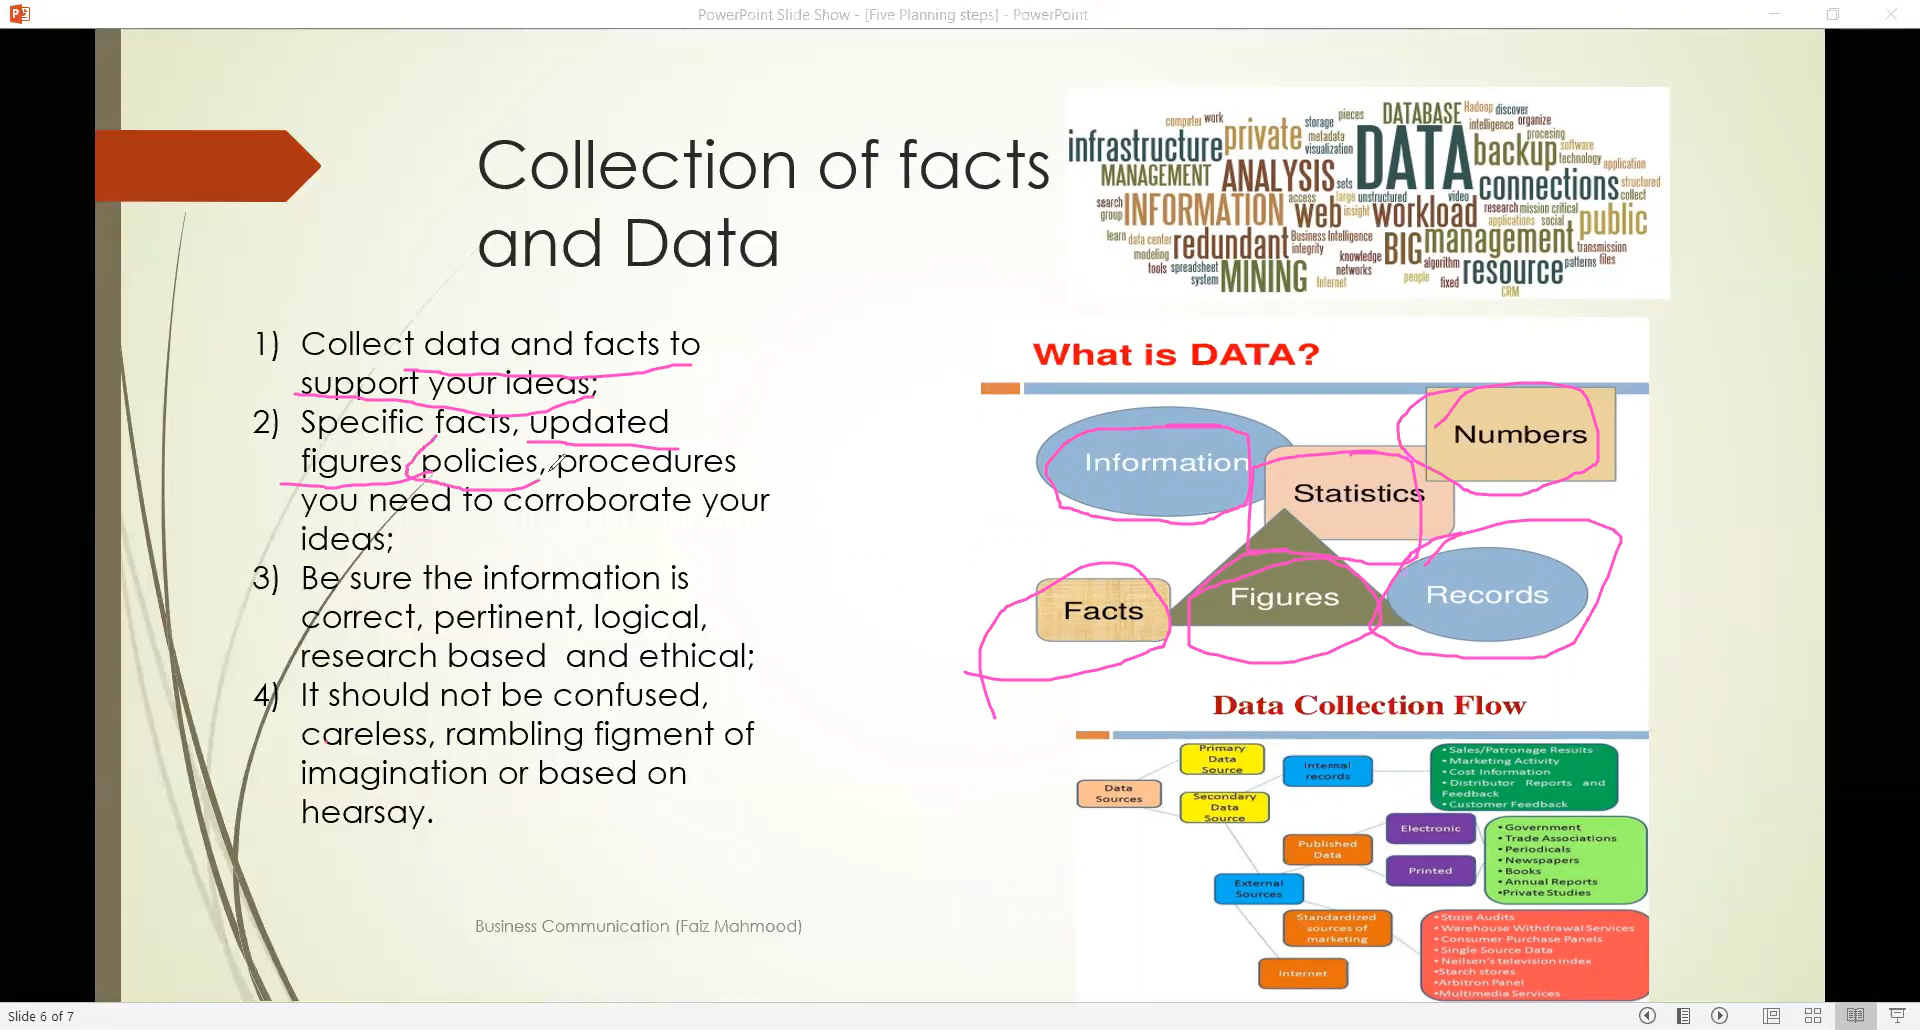 PowerPoint Slide Show - [Five Planning steps] - PowerPoint
Collection of facts
and Data
1) Collect data and facts to
support your ideas;
2) Specific facts, updated
figures, policies, procedures
you need to corroborate your
ideas;
3) Be sure the information is
correct, pertinent, logical,
research based and ethical;
4) It should not be confused,
careless, rambling figment of
imagination or based on
hearsay.
Business Communication (Faiz Mahmood)
computer work
infrastructure
private
storage
pieces
metadata
visualization
DATABASE
Hadoop
discover
intelligence
organize
DATA
backup
procesing
software
technology
application
MANAGEMENT
ANALYSIS
sets
connections
structured
collect
search
group
INFORMATION
access
large
unstructured
video
web
insight
workload
research
mission critical
applications
social
public
learn
data center
redundant
Business Intelligence
integrity
BIG
management
transmission
modeling
tools
spreadsheet
system
MINING
Internet
knowledge
networks
people
algorithm
fixed
resource
patterns
files
CRM
What is DATA?
Information
Statistics
Numbers
Facts
Figures
Records
Data Collection Flow
Data
Sources
Primary
Data
Source
Secondary
Data
Source
Internal
records
• Sales/Patronage Results
• Marketing Activity
• Cost Information
• Distributor Reports and
Feedback
• Customer Feedback
External
Sources
Published
Data
Electronic
Printed
• Government
• Trade Associations
• Periodicals
• Newspapers
• Books
• Annual Reports
•Private Studies
Standardized
sources of
marketing
• Store Audits
• Warehouse Withdrawal Services
• Consumer Purchase Panels
• Single Source Data
• Neilsen's television index
•Starch stores
•Arbitron Panel
•Multimedia Services
Internet
Slide 6 of 7